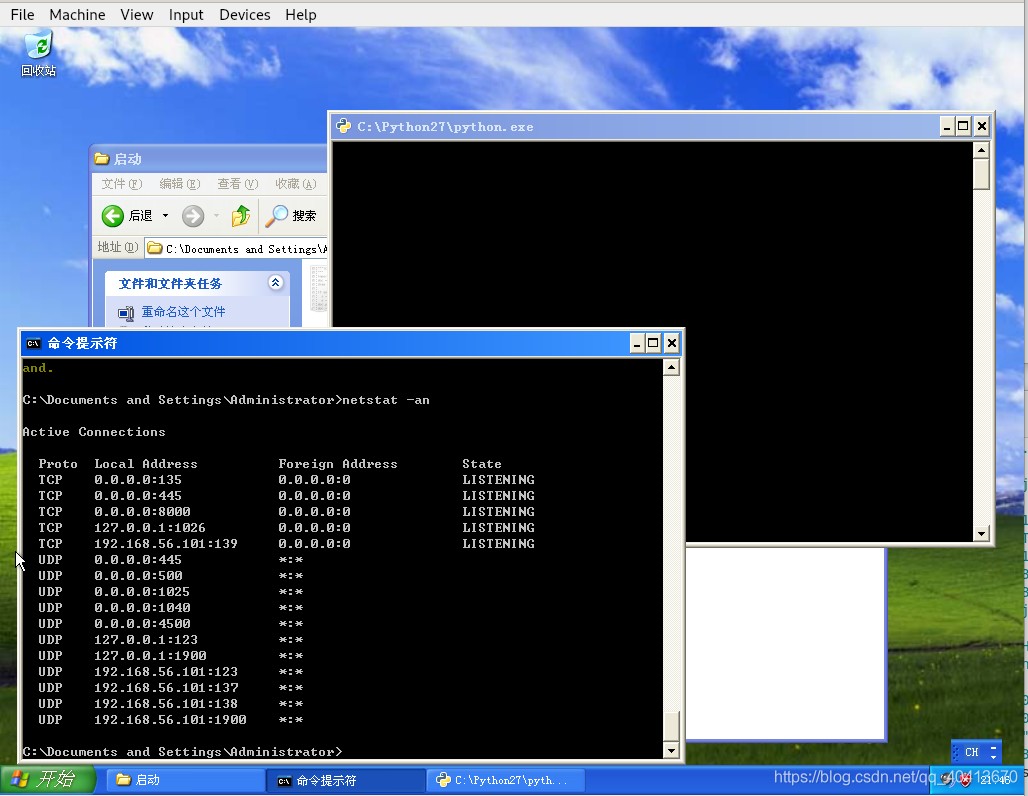 File Machine View Input Devices Help
回收站
C:\Python27\python.exe
启动
文件(F) 编辑(E) 查看(V) 收藏(A)
后退 搜索
地址(D) C:\Documents and Settings\A
文件和文件夹任务
重命名这个文件
命令提示符
and.
C:\Documents and Settings\Administrator>netstat -an
Active Connections
Proto Local Address Foreign Address State
TCP 0.0.0.0:135 0.0.0.0:0 LISTENING
TCP 0.0.0.0:445 0.0.0.0:0 LISTENING
TCP 0.0.0.0:8000 0.0.0.0:0 LISTENING
TCP 127.0.0.1:1026 0.0.0.0:0 LISTENING
TCP 192.168.56.101:139 0.0.0.0:0 LISTENING
UDP 0.0.0.0:445 *:*
UDP 0.0.0.0:500 *:*
UDP 0.0.0.0:1025 *:*
UDP 0.0.0.0:1040 *:*
UDP 0.0.0.0:4500 *:*
UDP 127.0.0.1:123 *:*
UDP 127.0.0.1:1900 *:*
UDP 192.168.56.101:123 *:*
UDP 192.168.56.101:137 *:*
UDP 192.168.56.101:138 *:*
UDP 192.168.56.101:1900 *:*
C:\Documents and Settings\Administrator>
CH
开始 启动 命令提示符 C:\Python27\pyth...
https://blog.csdn.net/qq_40413670